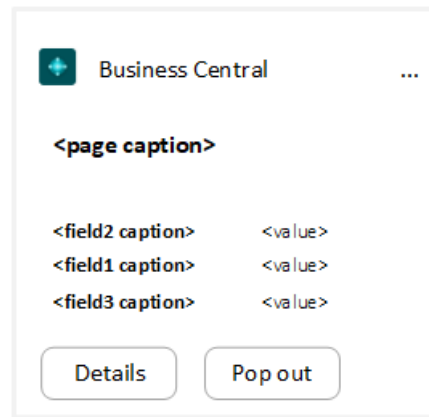 Business Central ...
<page caption>
<field2 caption> <value>
<field1 caption> <value>
<field3 caption> <value>
Details Pop out